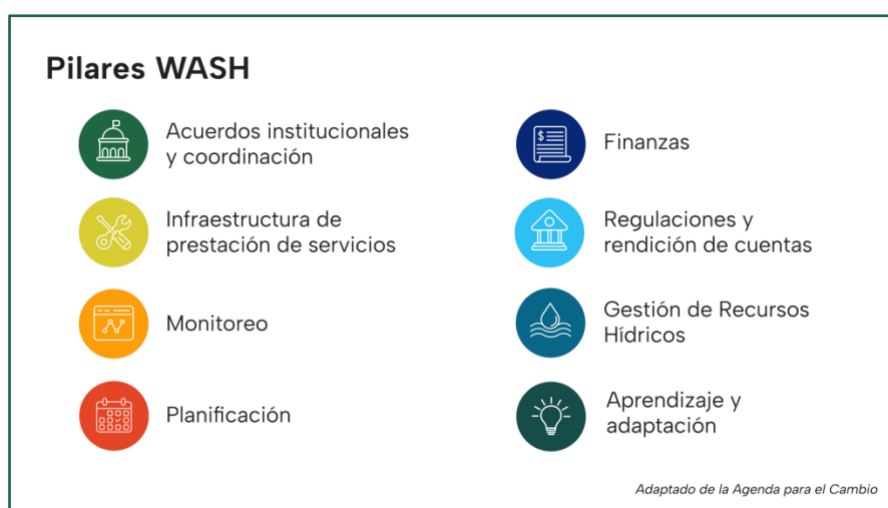 Pilares WASH
Acuerdos institucionales
y coordinación
Infraestructura de
prestación de servicios
Monitoreo
Planificación
$
Finanzas
Regulaciones y
rendición de cuentas
Gestión de Recursos
Hídricos
Aprendizaje y
adaptación
Adaptado de la Agenda para el Cambio